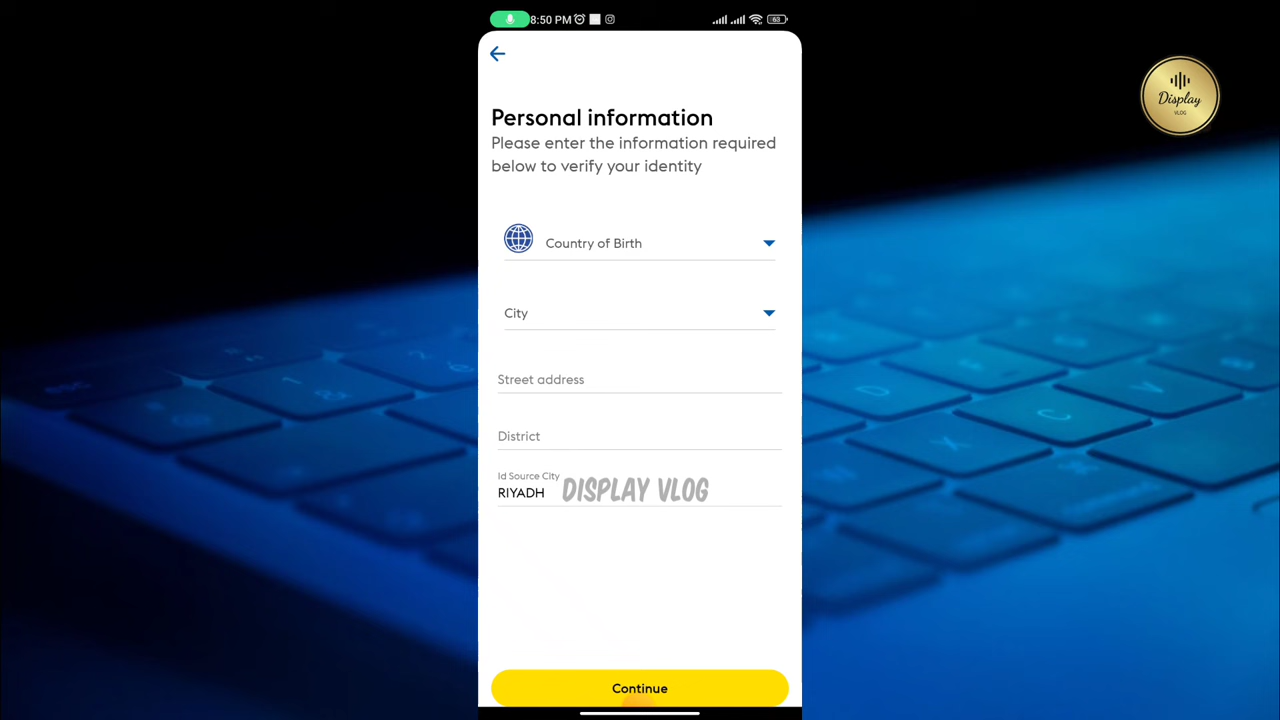 8:50 PM
63
Display
VLOG
Personal information
Please enter the information required
below to verify your identity
Country of Birth
City
Street address
District
Id Source City
RIYADH
DISPLAY VLOG
Continue